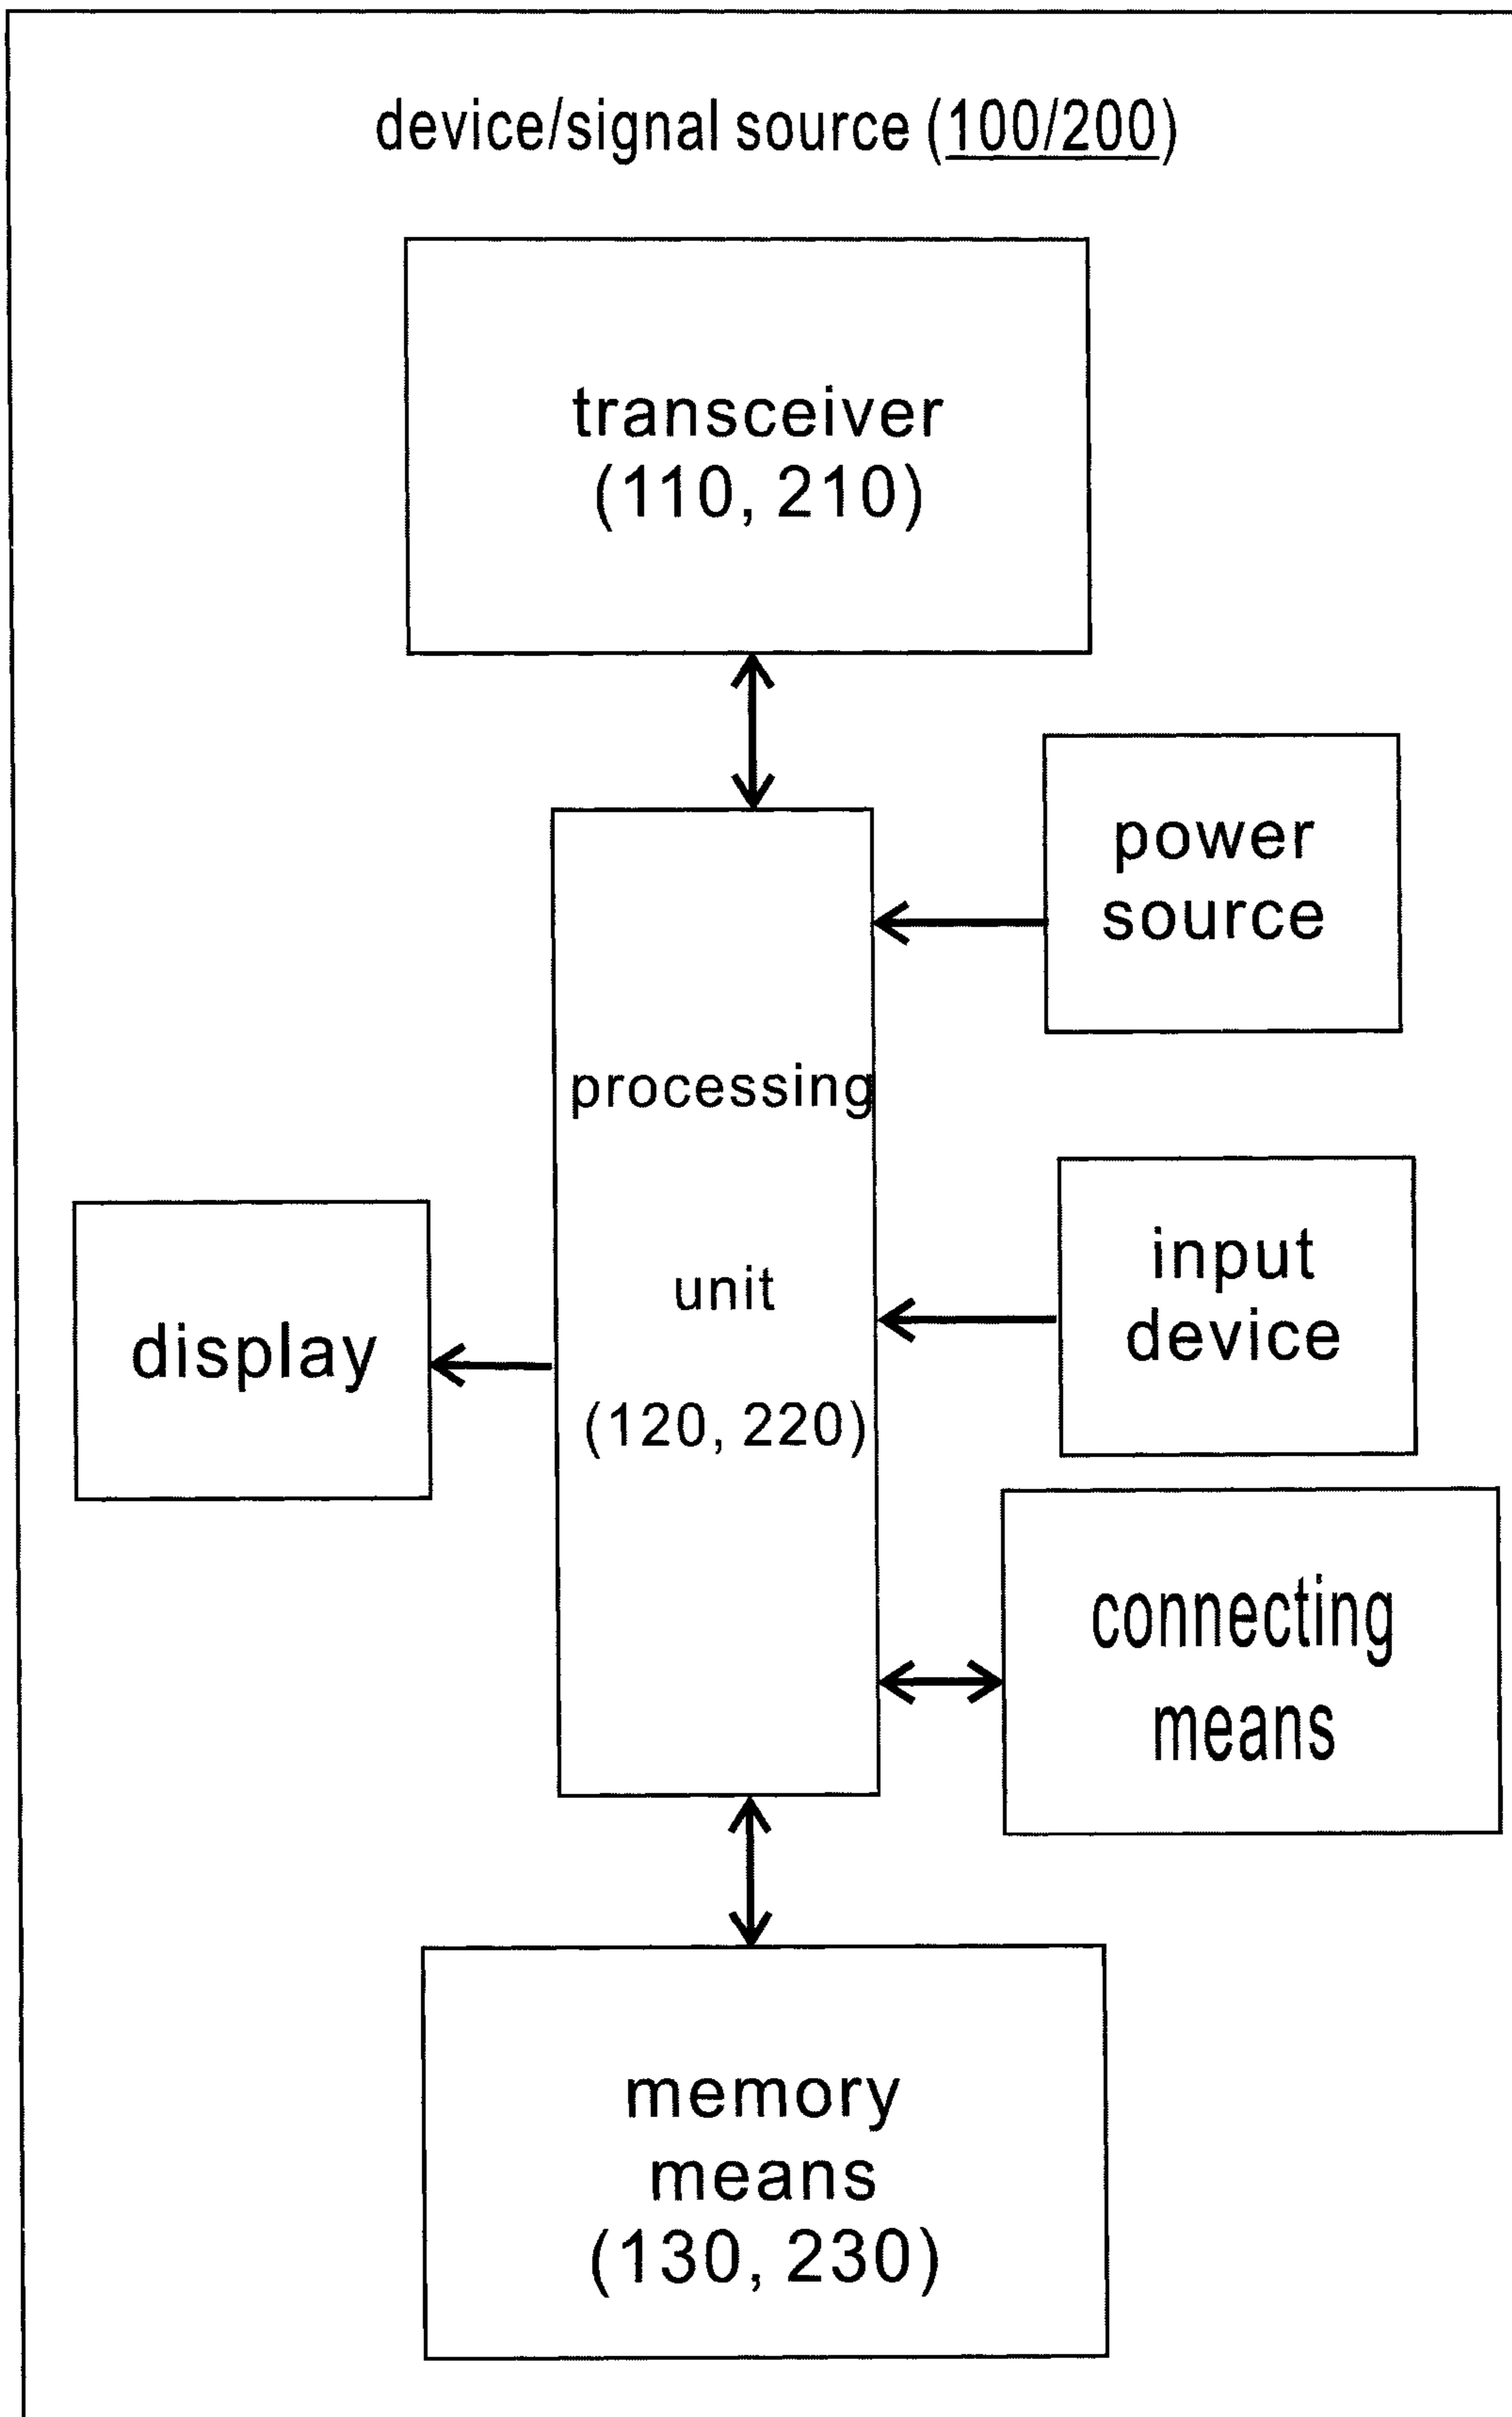 device/signal source (100/200)
transceiver
(110, 210)
power
source
processing
unit
(120, 220)
input
device
display
connecting
means
memory
means
(130, 230)